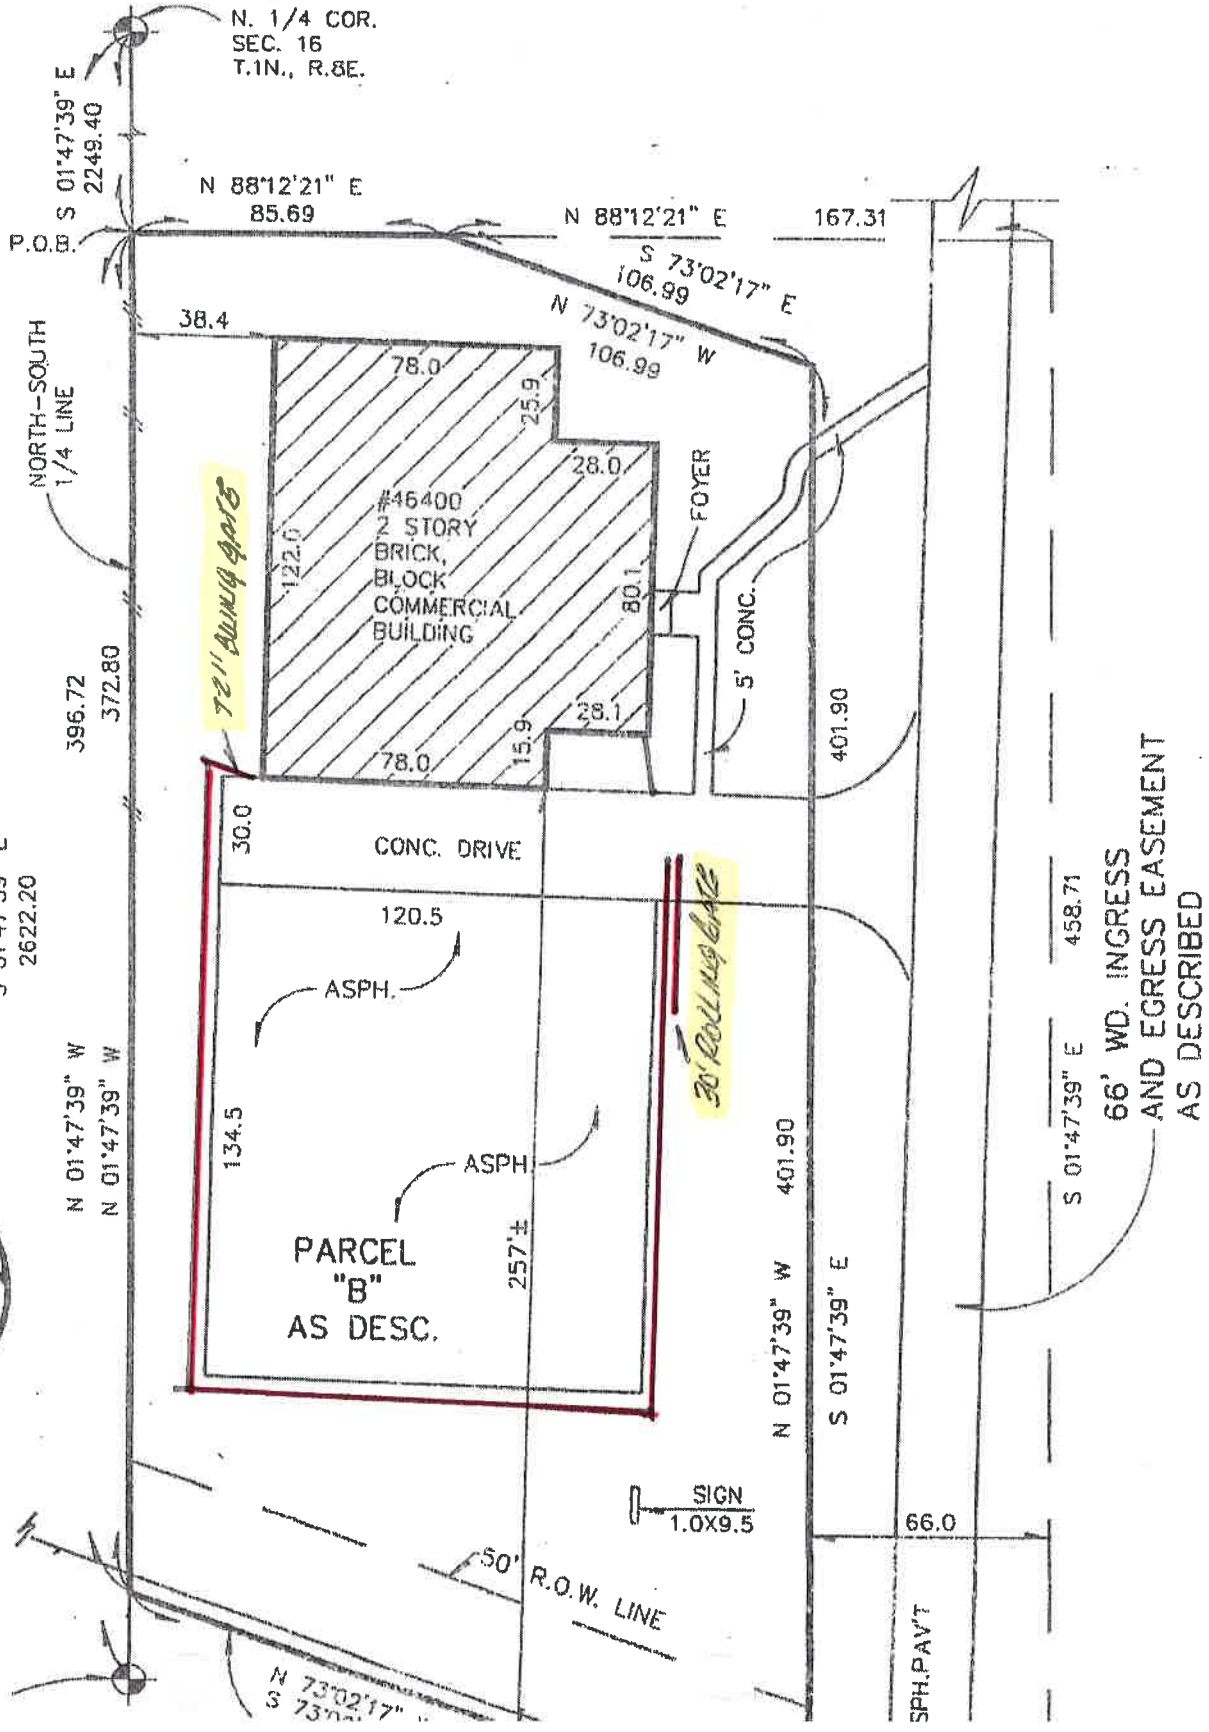 N. 1/4 COR.
SEC. 16
T.1N., R.8E.
S 01°47'39" E
2249.40
N 88°12'21" E
85.69
N 88°12'21" E
167.31
P.O.B.
S 73°02'17" E
106.99
N 73°02'17" W
106.99
38.4
78.0
25.9
28.0
NORTH-SOUTH
1/4 LINE
FOYER
#46400
2 STORY
BRICK,
BLOCK
COMMERCIAL
BUILDING
122.0
80.1
5' CONC.
396.72
372.80
28.1
15.9
78.0
401.90
30.0
CONC. DRIVE
120.5
2622.20
ASPH.
30' ROLLING GATE
458.71
66' WD. INGRESS
AND EGRESS EASEMENT
AS DESCRIBED
N 01°47'39" W
N 01°47'39" W
134.5
ASPH.
401.90
S 01°47'39" E
PARCEL
"B"
AS DESC.
257'±
N 01°47'39" W
S 01°47'39" E
SIGN
1.0X9.5
66.0
50' R.O.W. LINE
N 73°02'17"
SPH.PAV'T